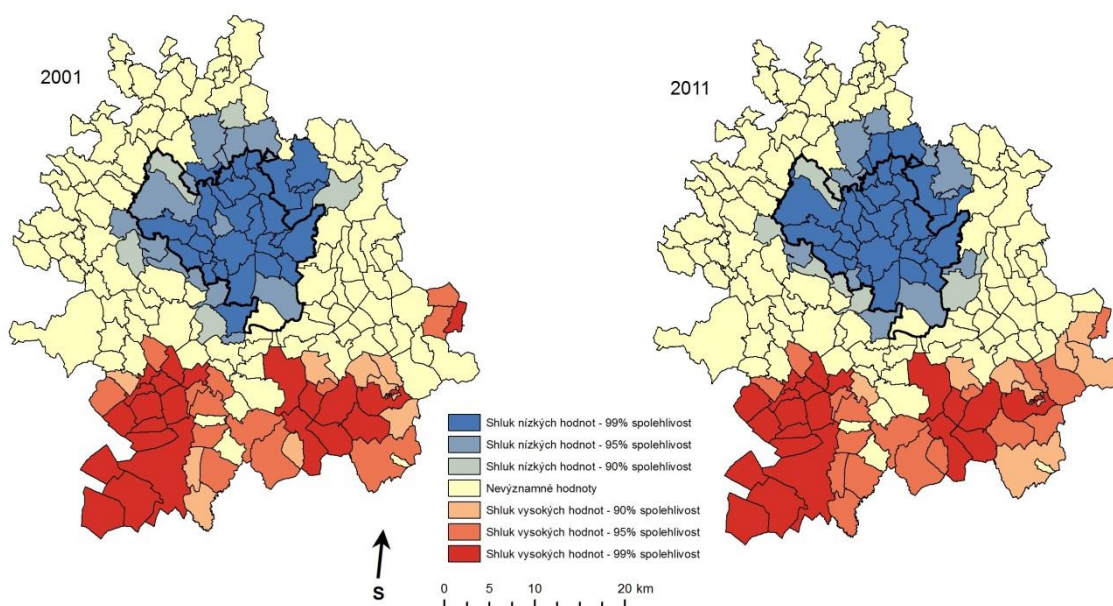 2001
2011
Shluk nízkých hodnot - 99% spolehlivost
Shluk nízkých hodnot - 95% spolehlivost
Shluk nízkých hodnot - 90% spolehlivost
Nevýznamné hodnoty
Shluk vysokých hodnot - 90% spolehlivost
Shluk vysokých hodnot - 95% spolehlivost
Shluk vysokých hodnot - 99% spolehlivost
S
0 5 10 20 km